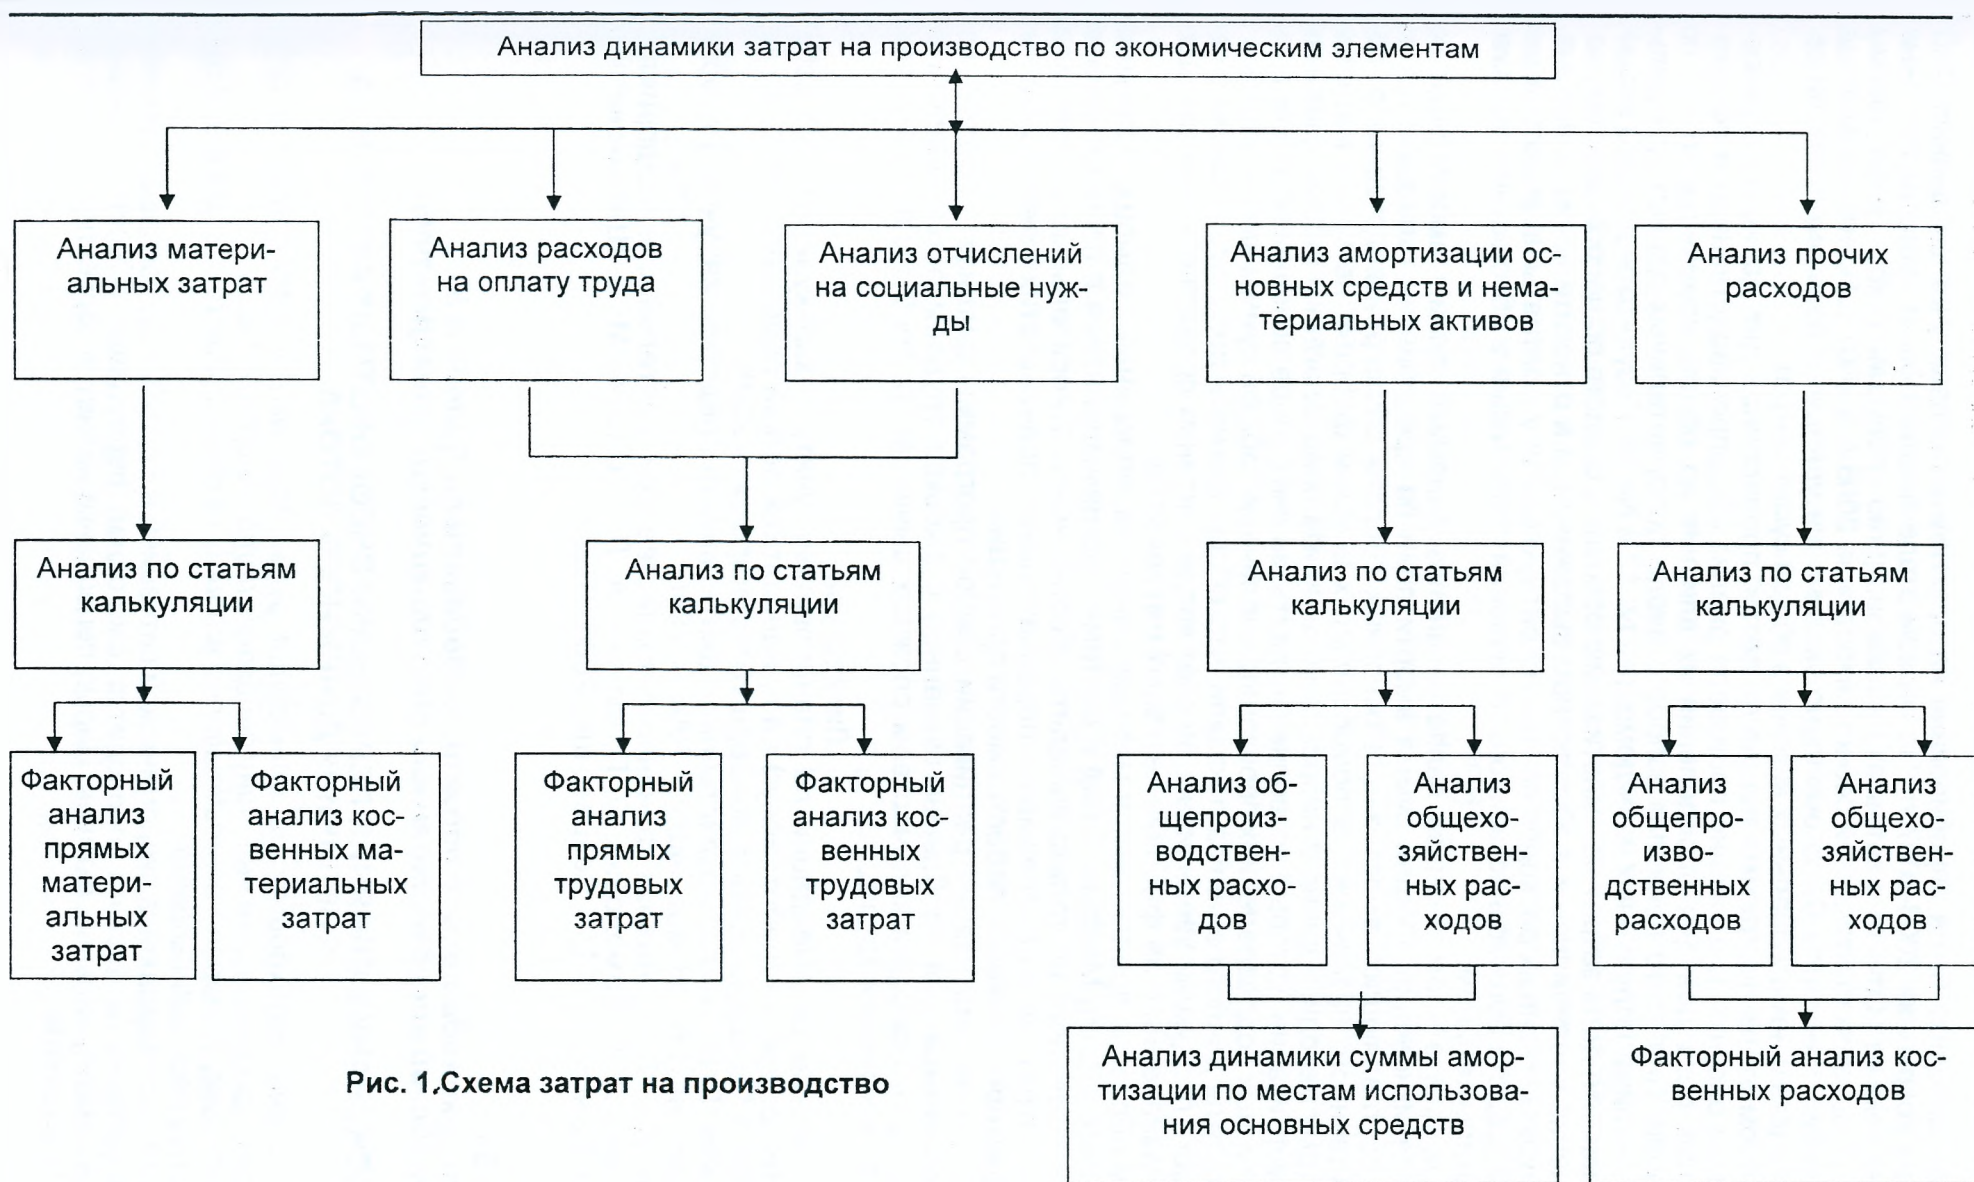 Анализ динамики затрат на производство по экономическим элементам
Анализ матери-
альных затрат
Анализ расходов
на оплату труда
Анализ отчислений
на социальные нуж-
ды
Анализ амортизации ос-
новных средств и нема-
териальных активов
Анализ прочих
расходов
Анализ по статьям
калькуляции
Анализ по статьям
калькуляции
Анализ по статьям
калькуляции
Анализ по статьям
калькуляции
Факторный
анализ
прямых
матери-
альных
затрат
Факторный
анализ кос-
венных ма-
териальных
затрат
Факторный
анализ
прямых
трудовых
затрат
Факторный
анализ кос-
венных
трудовых
затрат
Анализ об-
щепроиз-
водствен-
ных расхо-
дов
Анализ
общехо-
зяйствен-
ных рас-
ходов
Анализ
общепро-
изво-
дственных
расходов
Анализ
общехо-
зяйствен-
ных рас-
ходов
Анализ динамики суммы амор-
тизации по местам использова-
ния основных средств
Факторный анализ кос-
венных расходов
Рис. 1.Схема затрат на производство